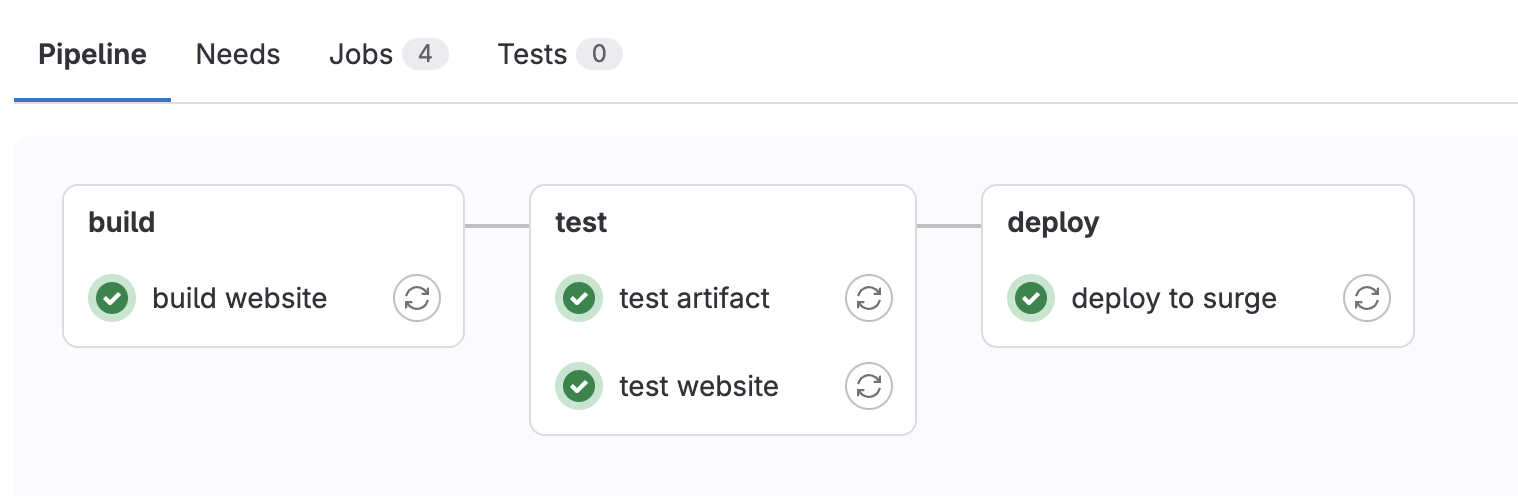 Pipeline Needs Jobs 4 Tests 0
build
build website
test
test artifact
test website
deploy
deploy to surge